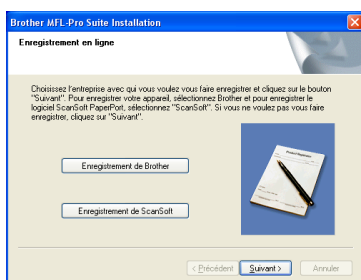 Brother MFL-Pro Suite Installation
Enregistrement en ligne
Choisissez l'entreprise avec qui vous voulez vous faire enregistrer et cliquez sur le bouton
"Suivant". Pour enregistrer votre appareil, sélectionnez Brother et pour enregistrer le
logiciel ScanSoft PaperPort, sélectionnez "ScanSoft". Si vous ne voulez pas vous faire
enregistrer, cliquez sur "Suivant".
Enregistrement de Brother
Enregistrement de ScanSoft
Product Registration
< Précédent
Suivant >
Annuler